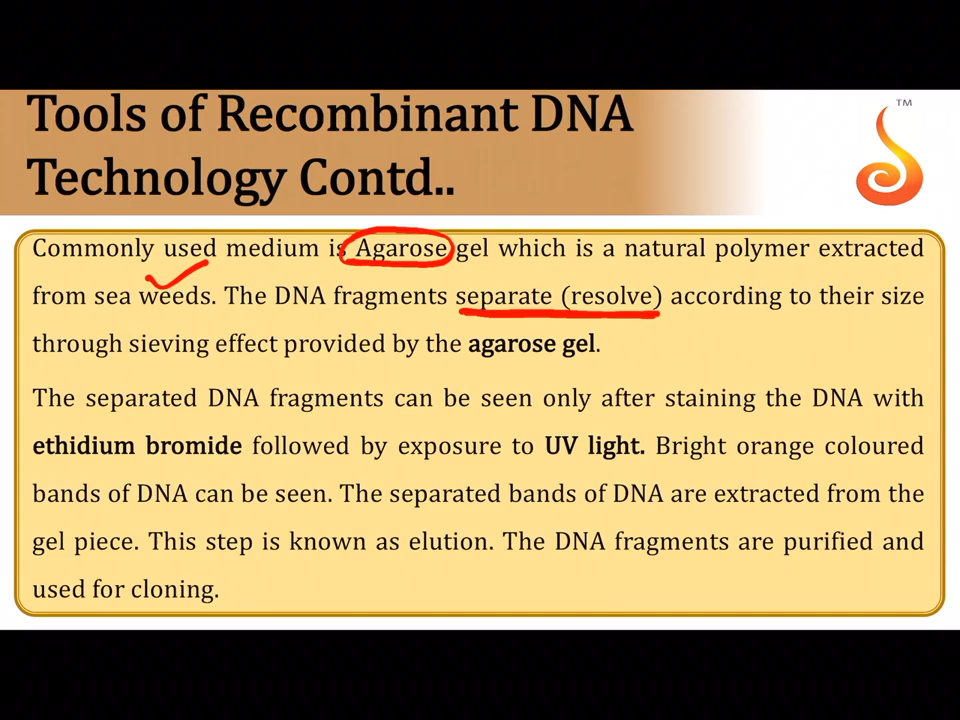 Tools of Recombinant DNA
Technology Contd..
TM
Commonly used medium is Agarose gel which is a natural polymer extracted
from sea weeds. The DNA fragments separate (resolve) according to their size
through sieving effect provided by the agarose gel.
The separated DNA fragments can be seen only after staining the DNA with
ethidium bromide followed by exposure to UV light. Bright orange coloured
bands of DNA can be seen. The separated bands of DNA are extracted from the
gel piece. This step is known as elution. The DNA fragments are purified and
used for cloning.